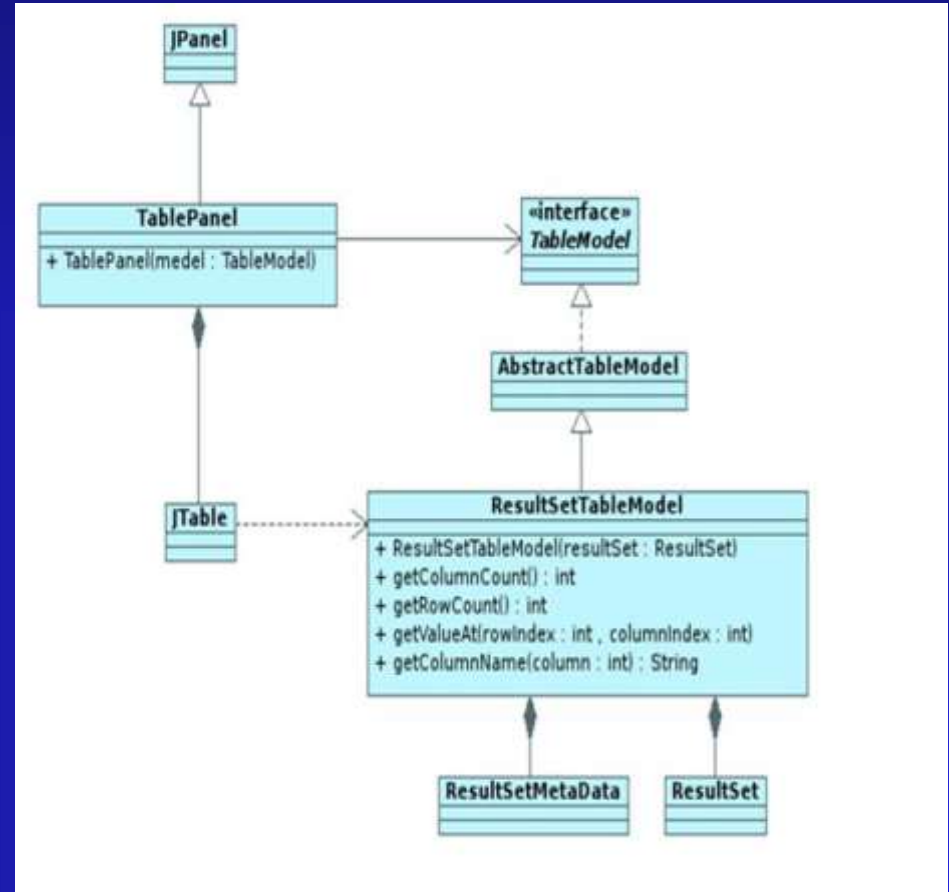 JPanel
TablePanel
+ TablePanel(medel : TableModel)
«interface»
TableModel
AbstractTableModel
JTable
ResultSetTableModel
+ ResultSetTableModel(resultSet : ResultSet)
+ getColumnCount() : int
+ getRowCount() : int
+ getValueAt(rowIndex : int , columnIndex : int)
+ getColumnName(column : int) : String
ResultSetMetaData
ResultSet